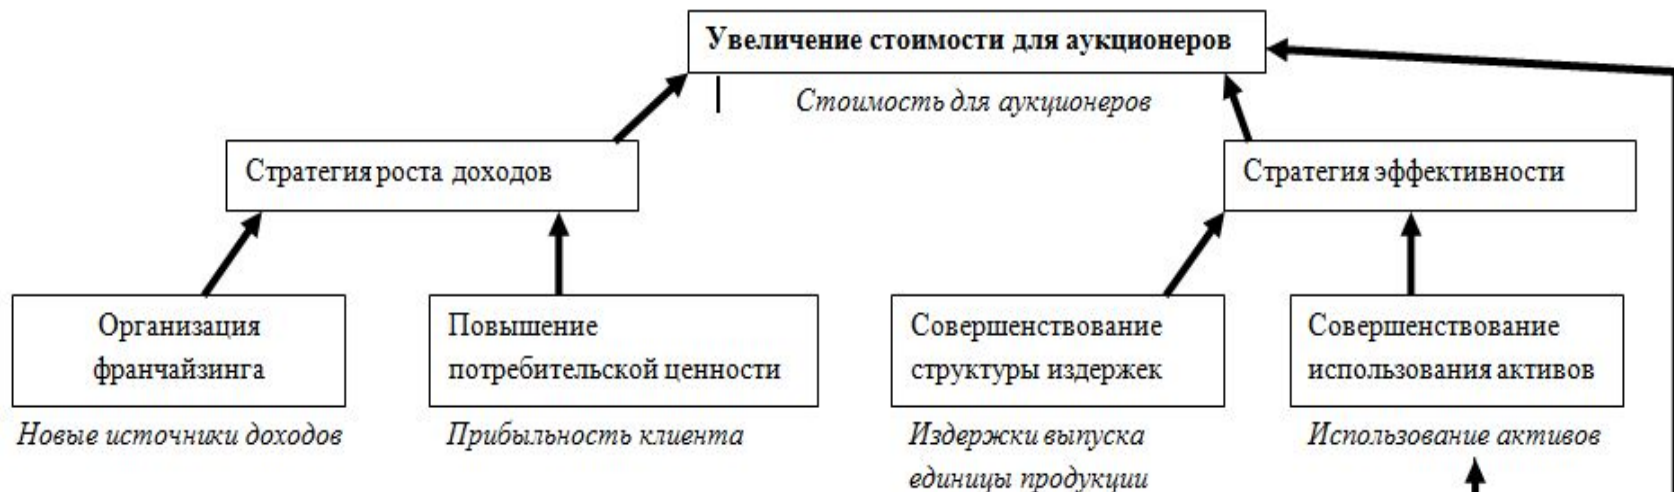 Увеличение стоимости для аукционеров
Стоимость для аукционеров
Стратегия роста доходов
Стратегия эффективности
Организация
франчайзинга
Новые источники доходов
Повышение
потребительской ценности
Прибыльность клиента
Совершенствование
структуры издержек
Издержки выпуска
единицы продукции
Совершенствование
использования активов
Использование активов